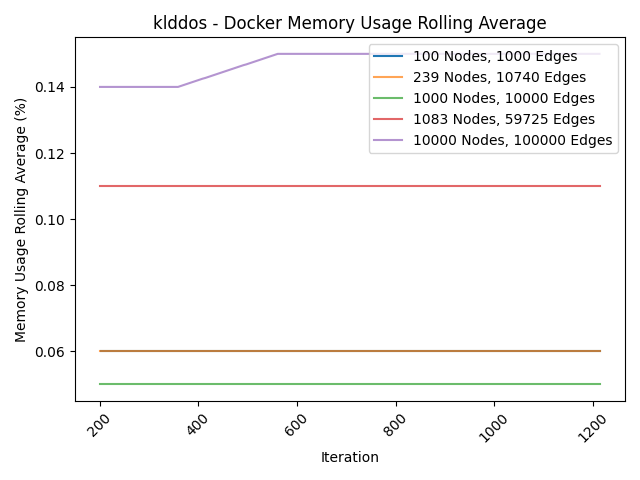 klddos - Docker Memory Usage Rolling Average
Memory Usage Rolling Average (%)
0.14
0.12
0.10
0.08
0.06
100 Nodes, 1000 Edges
239 Nodes, 10740 Edges
1000 Nodes, 10000 Edges
1083 Nodes, 59725 Edges
10000 Nodes, 100000 Edges
200
400
600
800
1000
1200
Iteration